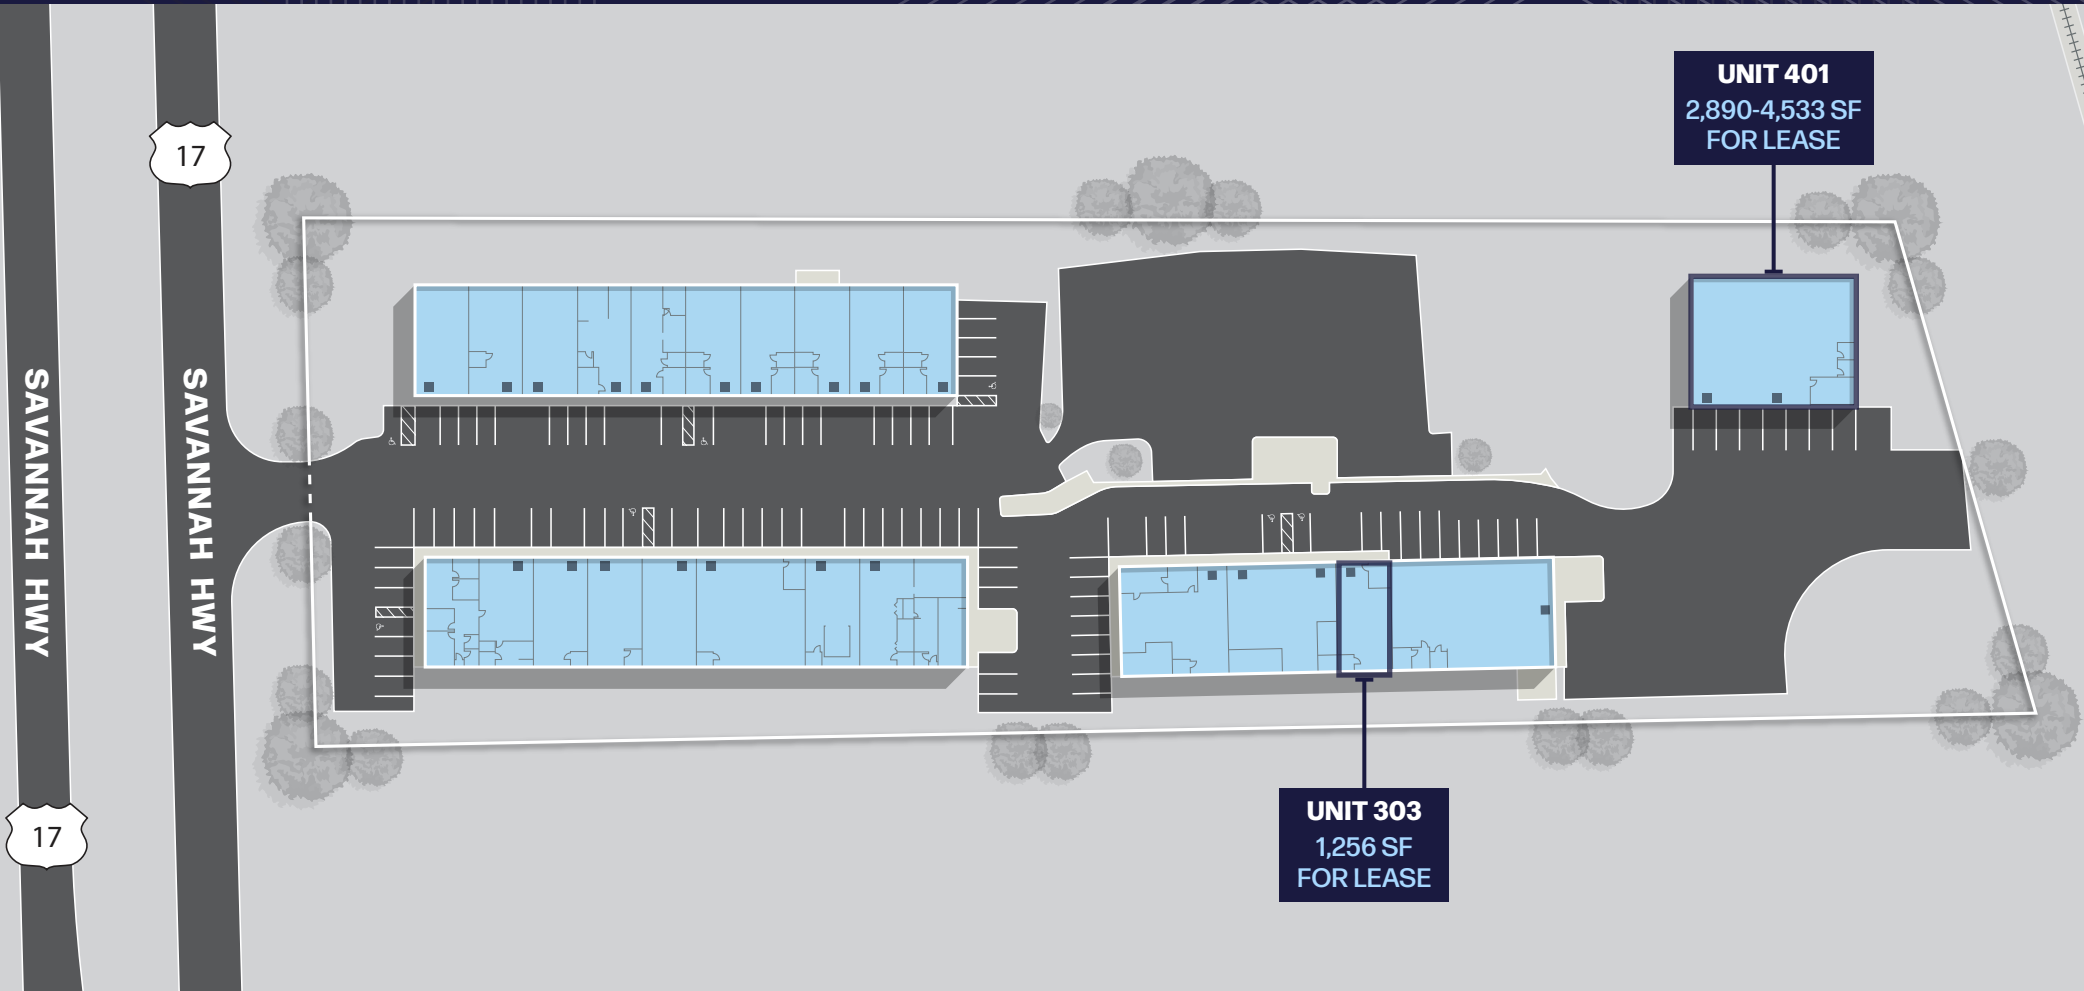 UNIT 401
2,890-4,533 SF
FOR LEASE
17
SAVANNAH HWY
SAVANNAH HWY
17
UNIT 303
1,256 SF
FOR LEASE